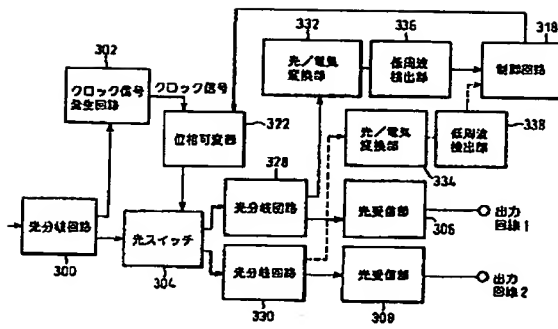 332
336
318
302
光／電気
変換部
低周波
検出部
制御回路
クロック信号
発生回路
クロック信号
位相可変器
322
328
光／電気
変換部
低周波
検出部
338
334
光分岐回路
光スイッチ
光分岐回路
光受信部
306
出力
回線1
300
304
光分岐回路
光受信部
出力
回線2
330
308